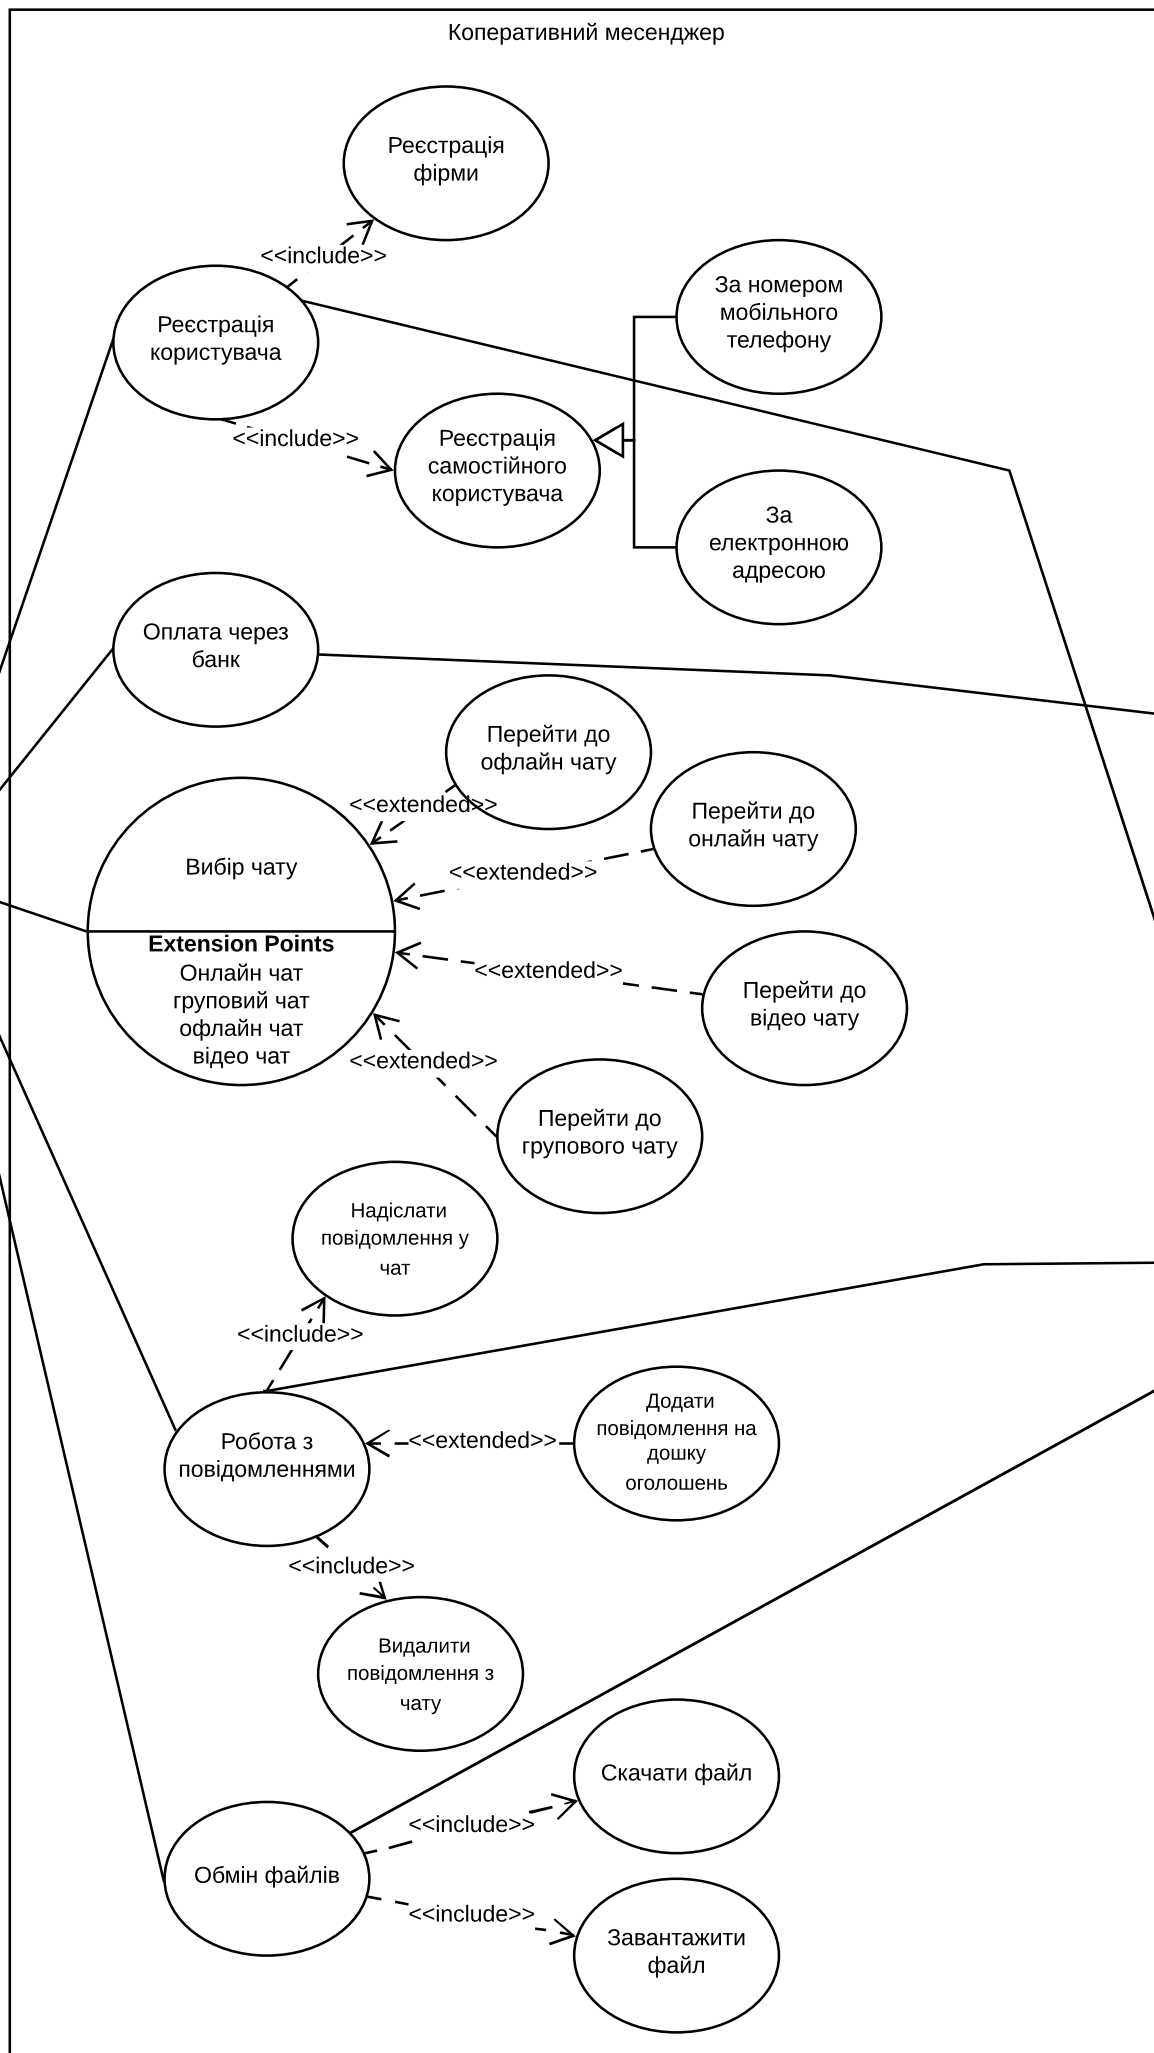 Коперативний месенджер
Реєстрація
фірми
<<include>>
Реєстрація
користувача
<<include>>
Реєстрація
самостійного
користувача
За номером
мобільного
телефону
За
електронною
адресою
Оплата через
банк
Перейти до
офлайн чату
<<extended>>
Перейти до
онлайн чату
<<extended>>
Вибір чату
Extension Points
Онлайн чат
груповий чат
офлайн чат
відео чат
<<extended>>
Перейти до
відео чату
<<extended>>
Перейти до
групового чату
Надіслати
повідомлення у
чат
<<include>>
Робота з
повідомленнями
<<extended>>
Додати
повідомлення на
дошку
оголошень
<<include>>
Видалити
повідомлення з
чату
Скачати файл
<<include>>
Обмін файлів
<<include>>
Завантажити
файл